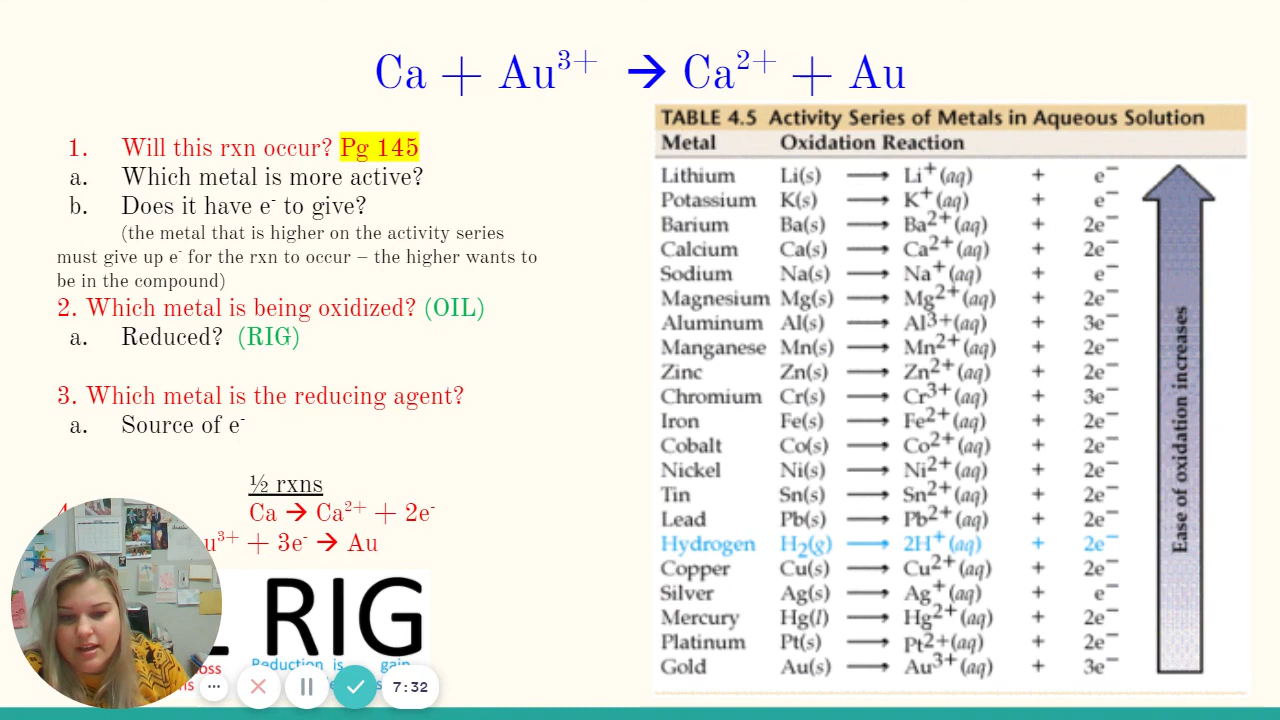 Ca + Au³⁺ → Ca²⁺ + Au
1. Will this rxn occur? Pg 145
a. Which metal is more active?
b. Does it have e⁻ to give?
(the metal that is higher on the activity series
must give up e⁻ for the rxn to occur – the higher wants to
be in the compound)
2. Which metal is being oxidized? (OIL)
a. Reduced? (RIG)
3. Which metal is the reducing agent?
a. Source of e⁻
½ rxns
Ca → Ca²⁺ + 2e⁻
u³⁺ + 3e⁻ → Au
RIG
Reduction is gain
7:32
TABLE 4.5 Activity Series of Metals in Aqueous Solution
Metal Oxidation Reaction
Lithium Li(s) → Li⁺(aq) + e⁻
Potassium K(s) → K⁺(aq) + e⁻
Barium Ba(s) → Ba²⁺(aq) + 2e⁻
Calcium Ca(s) → Ca²⁺(aq) + 2e⁻
Sodium Na(s) → Na⁺(aq) + e⁻
Magnesium Mg(s) → Mg²⁺(aq) + 2e⁻
Aluminum Al(s) → Al³⁺(aq) + 3e⁻
Manganese Mn(s) → Mn²⁺(aq) + 2e⁻
Zinc Zn(s) → Zn²⁺(aq) + 2e⁻
Chromium Cr(s) → Cr³⁺(aq) + 3e⁻
Iron Fe(s) → Fe²⁺(aq) + 2e⁻
Cobalt Co(s) → Co²⁺(aq) + 2e⁻
Nickel Ni(s) → Ni²⁺(aq) + 2e⁻
Tin Sn(s) → Sn²⁺(aq) + 2e⁻
Lead Pb(s) → Pb²⁺(aq) + 2e⁻
Hydrogen H₂(g) → 2H⁺(aq) + 2e⁻
Copper Cu(s) → Cu²⁺(aq) + 2e⁻
Silver Ag(s) → Ag⁺(aq) + e⁻
Mercury Hg(l) → Hg²⁺(aq) + 2e⁻
Platinum Pt(s) → Pt²⁺(aq) + 2e⁻
Gold Au(s) → Au³⁺(aq) + 3e⁻
Ease of oxidation increases